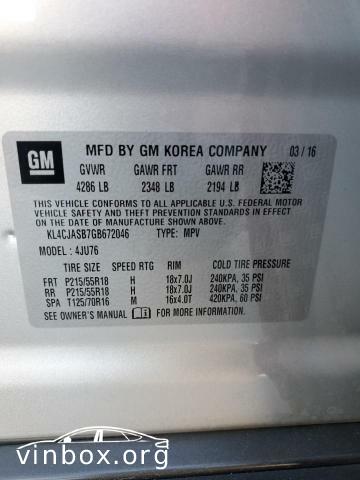 GM
MFD BY GM KOREA COMPANY 03 / 16
GVWR GAWR FRT GAWR RR
4286 LB 2348 LB 2194 LB
THIS VEHICLE CONFORMS TO ALL APPLICABLE U.S. FEDERAL MOTOR
VEHICLE SAFETY AND THEFT PREVENTION STANDARDS IN EFFECT
ON THE DATE OF MANUFACTURE SHOWN ABOVE.
KL4CJASB7GB672046 TYPE: MPV
MODEL: 4JU76
SIZE SPEED RTG RIM COLD TIRE PRESSURE
FRT P215/55R18 H 18x7.0J 240KPA, 35 PSI
RR P215/55R18 H 18x7.0J 240KPA, 35 PSI
SPA T125/70R16 M 16x4.0T 420KPA, 60 PSI
SEE OWNER'S MANUAL FOR MORE INFORMATION.
vinbox.org